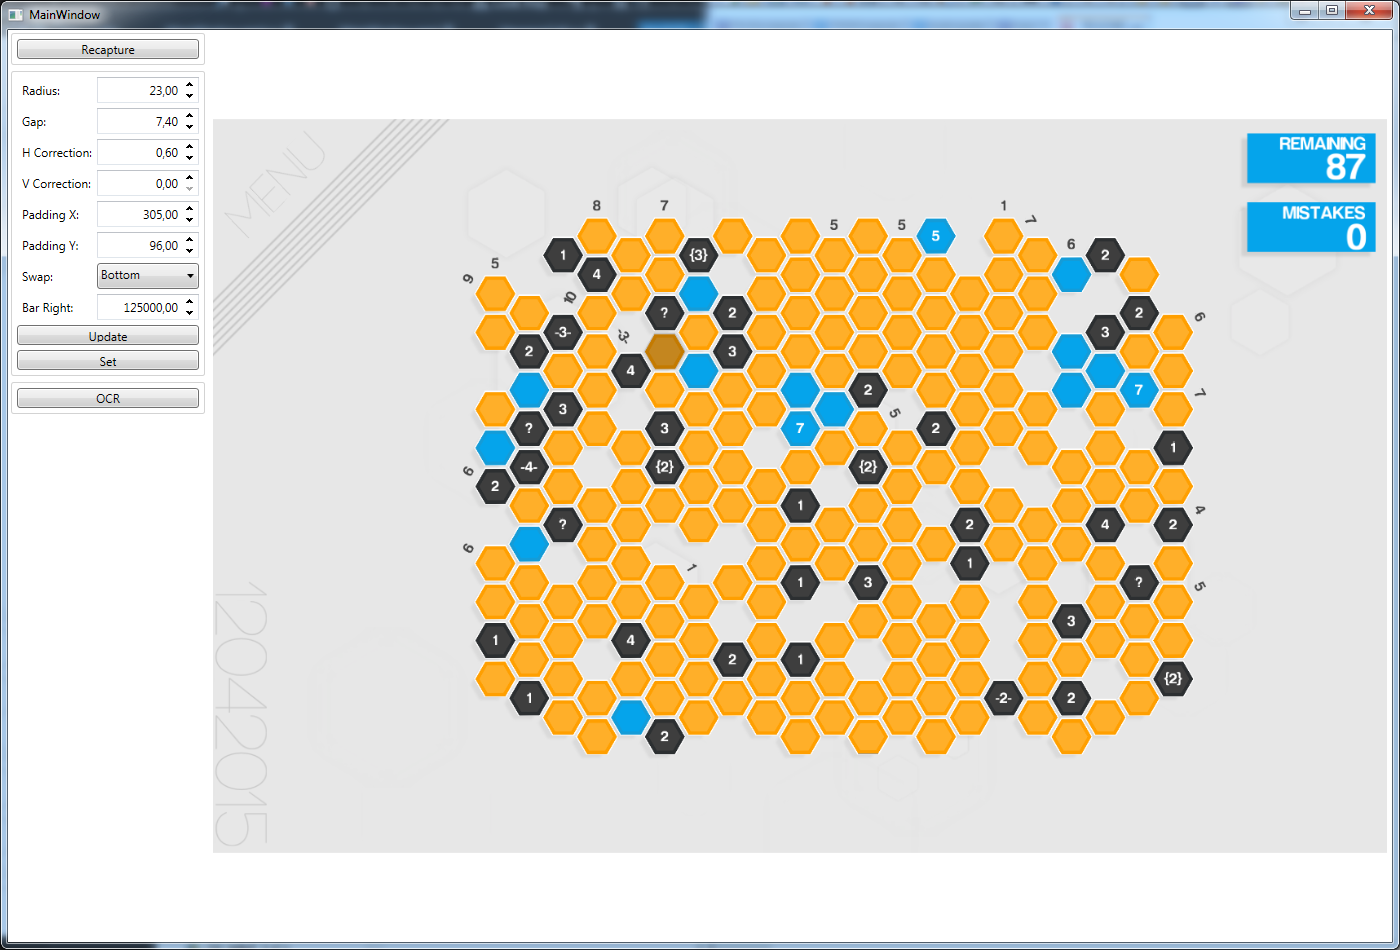 MainWindow
Recapture
Radius: 23,00
Gap: 7,40
H Correction: 0,60
V Correction: 0,00
Padding X: 305,00
Padding Y: 96,00
Swap: Bottom
Bar Right: 125000,00
Update
Set
OCR
MENU
REMAINING
87
MISTAKES
0
12042015
8 7 5 5 5 1 7
1 {3} 6 2
9 5 4
10 ? 2 2
-3- -3- 3 6
2 3
4
2 7 7
3 5
? 3 7 2
1
6 -4- {2} {2}
2
1 4
? 2 4 2
6
1 1
1 3 ? 5
3
1 4
2 1
{2}
1 -2- 2
2